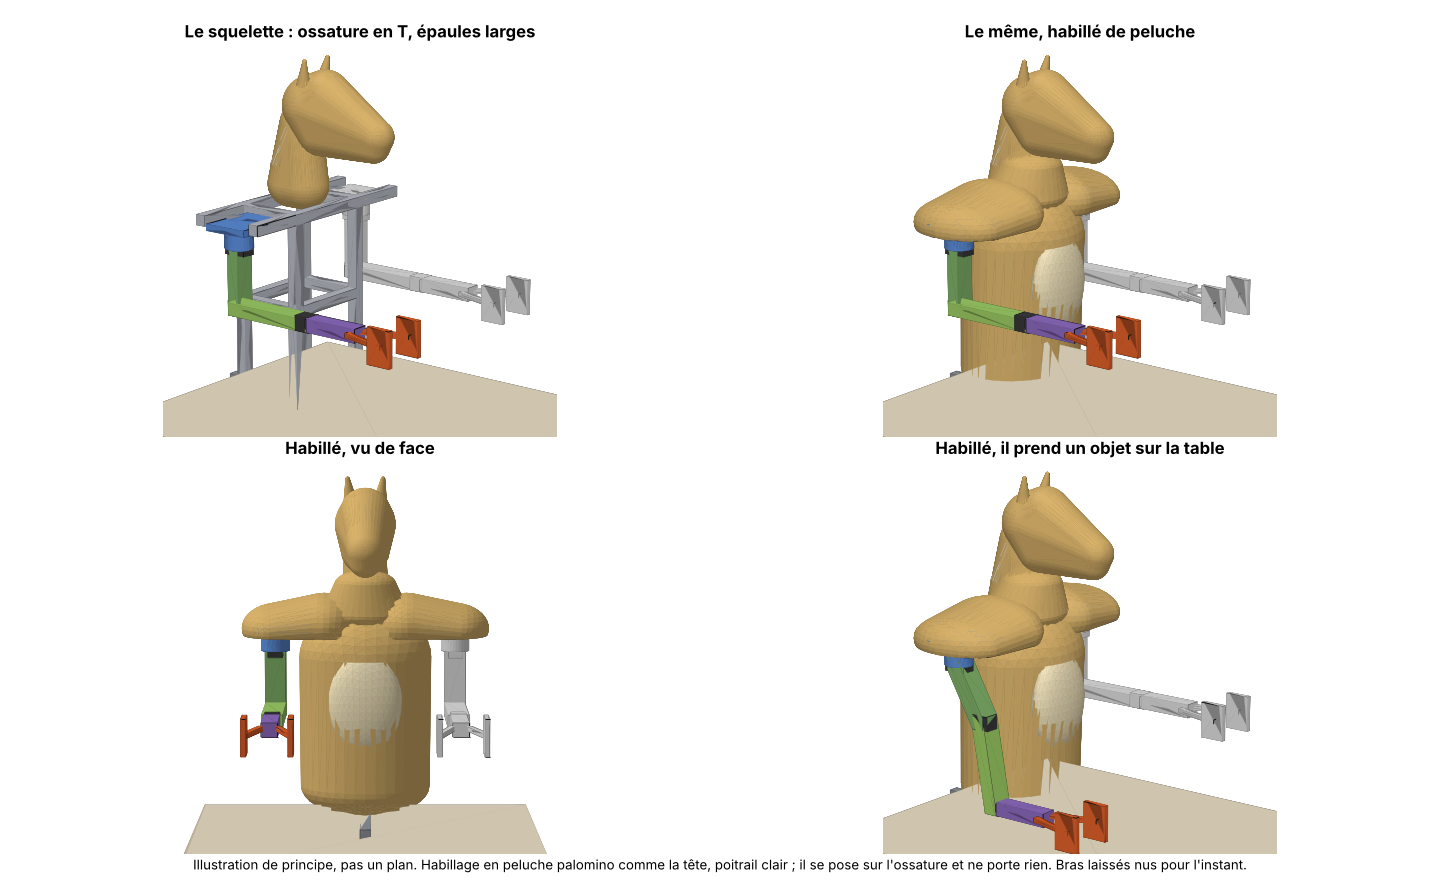 Le squelette : ossature en T, épaules larges
Le même, habillé de peluche
Habillé, vu de face
Habillé, il prend un objet sur la table
Illustration de principe, pas un plan. Habillage en peluche palomino comme la tête, poitrail clair ; il se pose sur l'ossature et ne porte rien. Bras laissés nus pour l'instant.